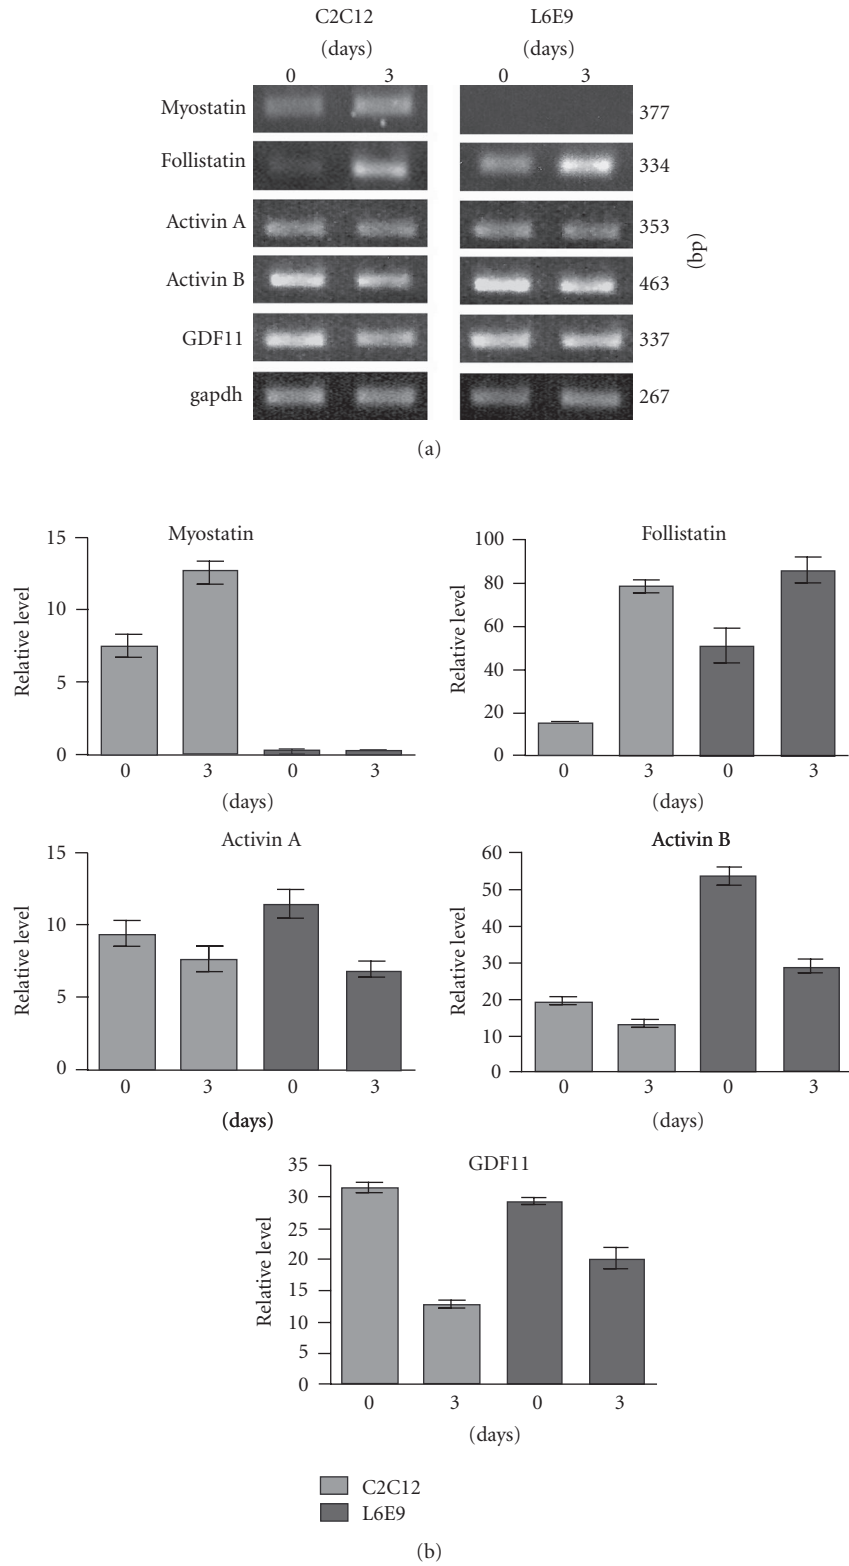 C2C12 L6E9
(days) (days)
0 3 0 3
Myostatin 377
Follistatin 334
Activin A 353
Activin B 463
GDF11 337
gapdh 267
(bp)
(a)
Myostatin
Relative level
15
10
5
0
0 3 0 3
(days)
Follistatin
Relative level
100
80
60
40
20
0
0 3 0 3
(days)
Activin A
Relative level
15
10
5
0
0 3 0 3
(days)
Activin B
Relative level
60
50
40
30
20
10
0
0 3 0 3
(days)
GDF11
Relative level
35
30
25
20
15
10
5
0
0 3 0 3
(days)
C2C12
L6E9
(b)